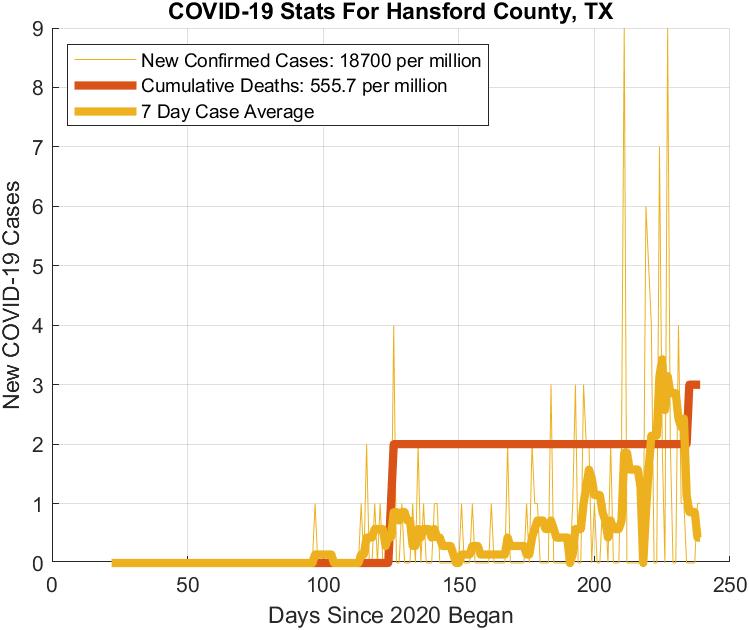 COVID-19 Stats For Hansford County, TX
New Confirmed Cases: 18700 per million
Cumulative Deaths: 555.7 per million
7 Day Case Average
New COVID-19 Cases
9
8
7
6
5
4
3
2
1
0
0 50 100 150 200 250
Days Since 2020 Began